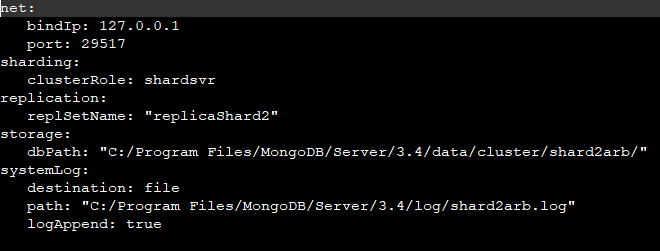 net:
   bindIp: 127.0.0.1
   port: 29517
sharding:
   clusterRole: shardsvr
replication:
   replSetName: "replicaShard2"
storage:
   dbPath: "C:/Program Files/MongoDB/Server/3.4/data/cluster/shard2arb/"
systemLog:
   destination: file
   path: "C:/Program Files/MongoDB/Server/3.4/log/shard2arb.log"
   logAppend: true